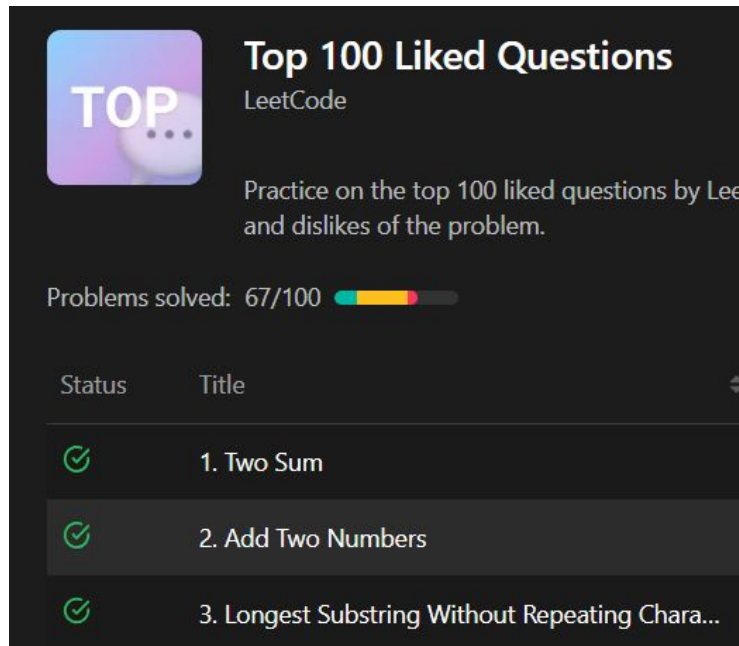 TOP
Top 100 Liked Questions
LeetCode
Practice on the top 100 liked questions by Lee
and dislikes of the problem.
Problems solved: 67/100
Status Title
1. Two Sum
2. Add Two Numbers
3. Longest Substring Without Repeating Chara...